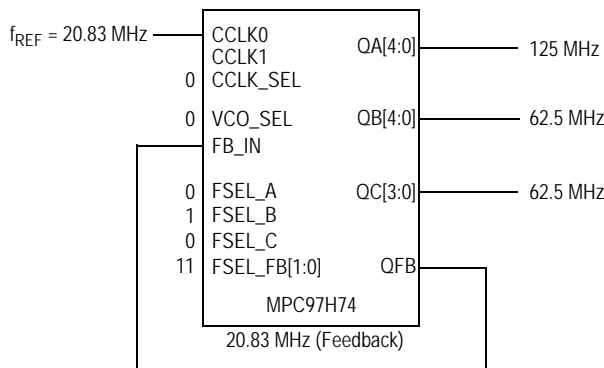 f_REF = 20.83 MHz
CCLK0
CCLK1
0 CCLK_SEL
0 VCO_SEL
FB_IN
0 FSEL_A
1 FSEL_B
0 FSEL_C
11 FSEL_FB[1:0]
QA[4:0] 125 MHz
QB[4:0] 62.5 MHz
QC[3:0] 62.5 MHz
QFB
MPC97H74
20.83 MHz (Feedback)